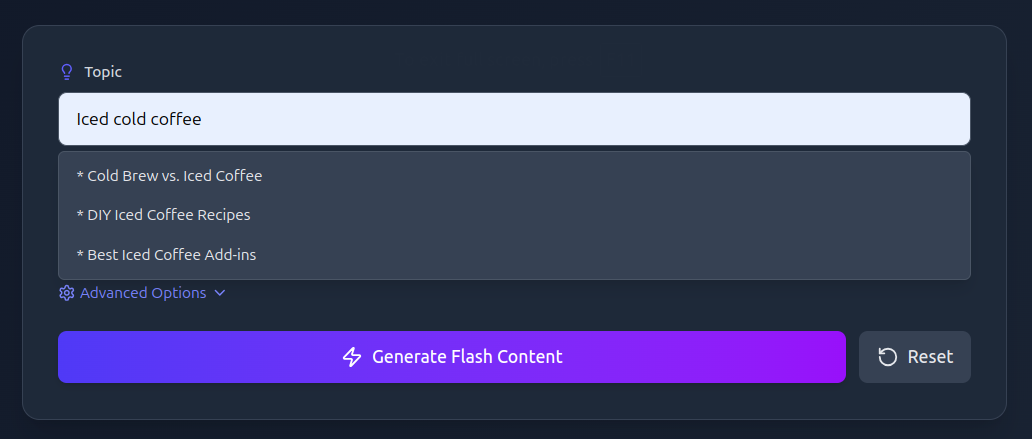 Topic
Iced cold coffee
* Cold Brew vs. Iced Coffee
* DIY Iced Coffee Recipes
* Best Iced Coffee Add-ins
Advanced Options
Generate Flash Content
Reset